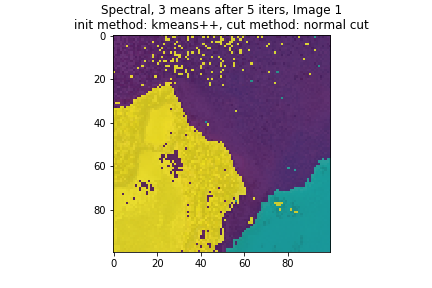 Spectral, 3 means after 5 iters, Image 1
init method: kmeans++, cut method: normal cut
0
20
40
60
80
0 20 40 60 80